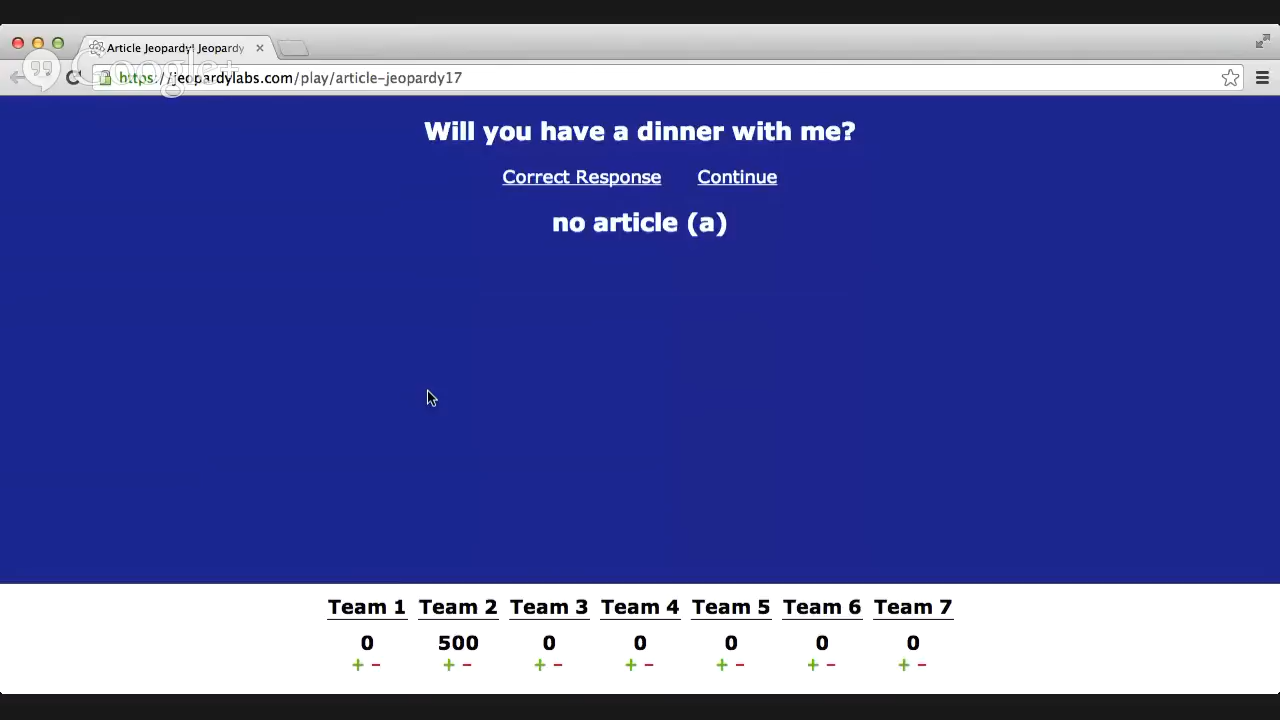 Article Jeopardy! Jeopardy
Google+
https://jeopardylabs.com/play/article-jeopardy17
Will you have a dinner with me?
Correct Response Continue
no article (a)
Team 1 Team 2 Team 3 Team 4 Team 5 Team 6 Team 7
0 500 0 0 0 0 0
+ - + - + - + - + - + - + -